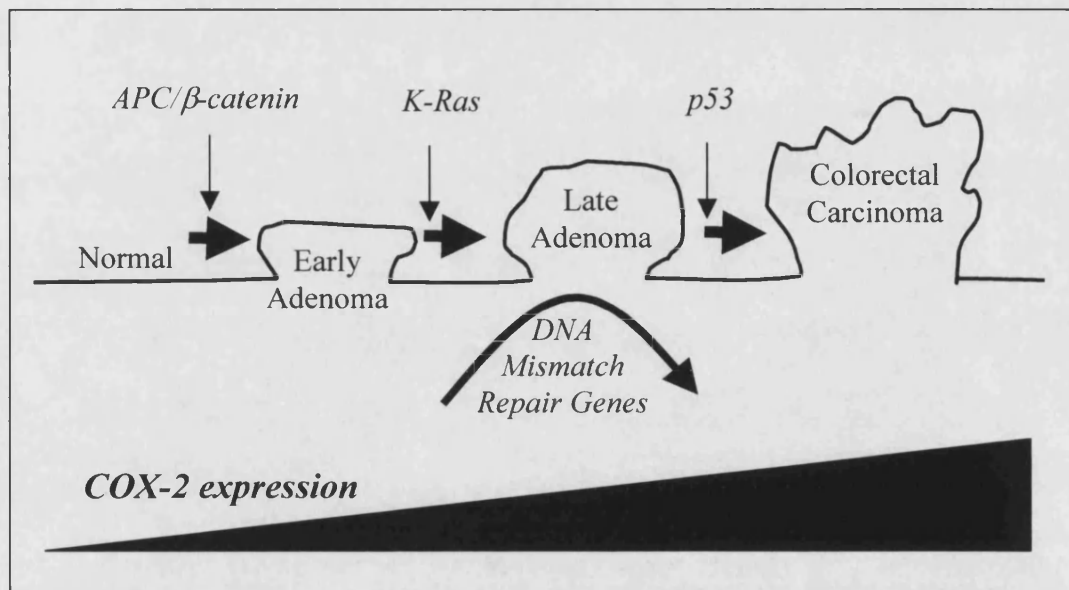 APC/β-catenin
K-Ras
p53
Normal
Early
Adenoma
Late
Adenoma
Colorectal
Carcinoma
DNA
Mismatch
Repair Genes
COX-2 expression